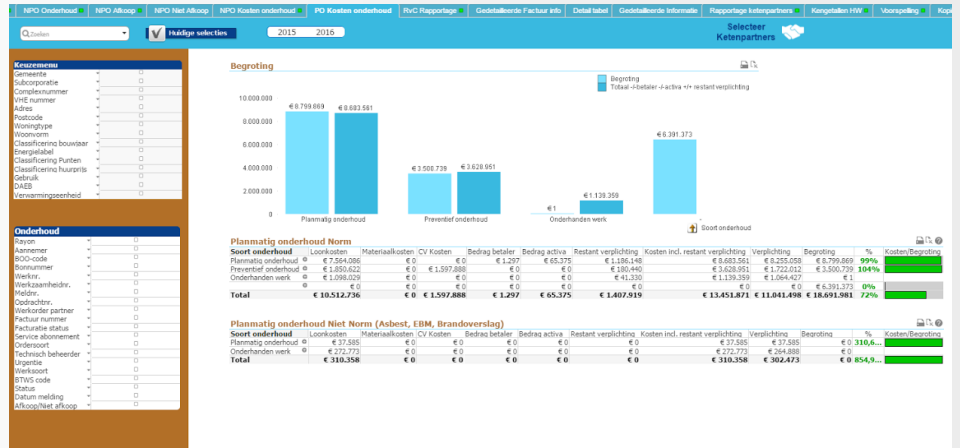 NPO Onderhoud NPO Afkoop NPO Niet Afkoop NPO Kosten onderhoud PO Kosten onderhoud RvC Rapportage Gedetailleerde Factuur info Detail tabel Gedetailleerde Informatie Rapportage ketenpartners Kengetallen HW Voorspelling Kop
Zoeken
Huidige selecties
2015 2016
Selecteer
Ketenpartners
Keuzemenu
Gemeente
Subcorporatie
Complexnummer
VHE nummer
Adres
Postcode
Woningtype
Woonvorm
Classificering bouwjaar
Energielabel
Classificering Punten
Classificering huurprijs
Gebruik
DAEB
Verwarmingseenheid
Onderhoud
Rayon
Aannemer
BOO-code
Bonnummer
Werknr.
Werkzaamheidnr.
Meldnr.
Opdrachtnr.
Werkorder partner
Factuur nummer
Facturatie status
Service abonnement
Ordersoort
Technisch beheerder
Urgentie
Werksoort
BTWS code
Status
Datum melding
Afkoop/Niet afkoop
Begroting
Begroting
Totaal -/-betaler -/-activa +/+ restant verplichting
10.000.000
8.000.000
6.000.000
4.000.000
2.000.000
0
€ 8.799.869 € 8.683.561
€ 3.500.739 € 3.628.951
€ 1 € 1.139.359
€ 6.391.373
Planmatig onderhoud Preventief onderhoud Onderhanden werk -
Soort onderhoud
Planmatig onderhoud Norm
Soort onderhoud Loonkosten Materiaalkosten CV Kosten Bedrag betaler Bedrag activa Restant verplichting Kosten incl. restant verplichting Verplichting Begroting % Kosten/Begroting
Planmatig onderhoud € 7.564.086 € 0 € 0 € 1.297 € 65.375 € 1.186.148 € 8.683.561 € 8.255.058 € 8.799.869 99%
Preventief onderhoud € 1.850.622 € 0 € 1.597.888 € 0 € 0 € 180.440 € 3.628.951 € 1.722.012 € 3.500.739 104%
Onderhanden werk € 1.098.029 € 0 € 0 € 0 € 0 € 41.330 € 1.139.359 € 1.064.427 € 1
€ 0 € 0 € 0 € 0 € 0 € 0 € 0 € 0 € 6.391.373 0%
Total € 10.512.736 € 0 € 1.597.888 € 1.297 € 65.375 € 1.407.919 € 13.451.871 € 11.041.498 € 18.691.981 72%
Planmatig onderhoud Niet Norm (Asbest, EBM, Brandoverslag)
Soort onderhoud Loonkosten Materiaalkosten CV Kosten Bedrag betaler Bedrag activa Restant verplichting Kosten incl. restant verplichting Verplichting Begroting % Kosten/Begroting
Planmatig onderhoud € 37.585 € 0 € 0 € 0 € 0 € 0 € 37.585 € 37.585 € 0 310,6...
Onderhanden werk € 272.773 € 0 € 0 € 0 € 0 € 0 € 272.773 € 264.888 € 0
Total € 310.358 € 0 € 0 € 0 € 0 € 0 € 310.358 € 302.473 € 0 854,9...